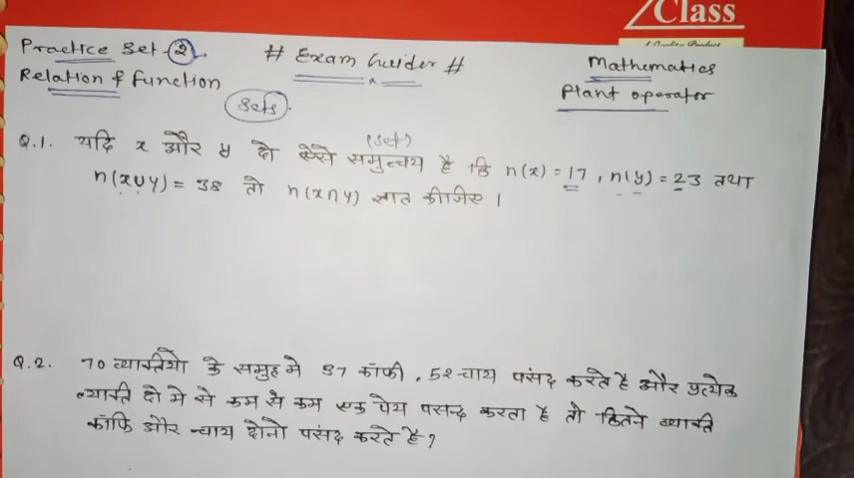 Class
Practice Set-2 # Exam Guider # Mathematics
Relation & function Plant operator
Sets
(set)
Q.1. यदि x और y दो ऐसे समुच्चय है कि n(x) = 17, n(y) = 23 तथा
n(x∪y) = 38 तो n(x∩y) ज्ञात कीजिए।
Q.2. 70 व्यक्तियो के समूह मे 37 कॉफी, 52 चाय पसंद करते है और प्रत्येक
व्यक्ति दो मे से कम से कम एक पेय पसन्द करता है तो कितने व्यक्ति
कॉफि और चाय दोनो पसंद करते है?